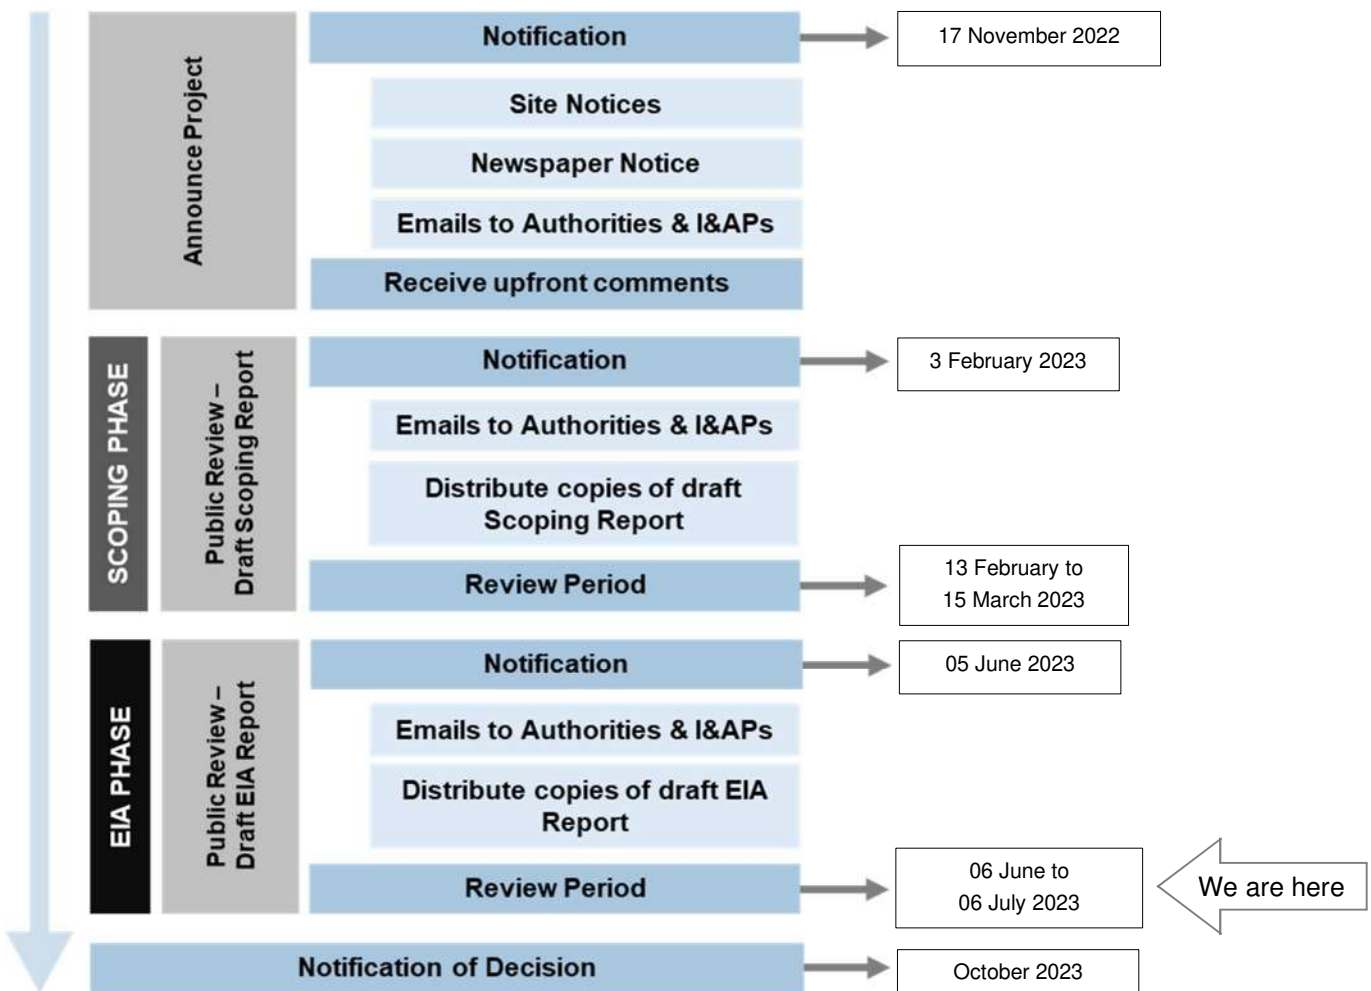 Announce Project
Notification
17 November 2022
Site Notices
Newspaper Notice
Emails to Authorities & I&APs
Receive upfront comments
SCOPING PHASE
Public Review –
Draft Scoping Report
Notification
3 February 2023
Emails to Authorities & I&APs
Distribute copies of draft
Scoping Report
Review Period
13 February to
15 March 2023
EIA PHASE
Public Review –
Draft EIA Report
Notification
05 June 2023
Emails to Authorities & I&APs
Distribute copies of draft EIA
Report
Review Period
06 June to
06 July 2023
We are here
Notification of Decision
October 2023